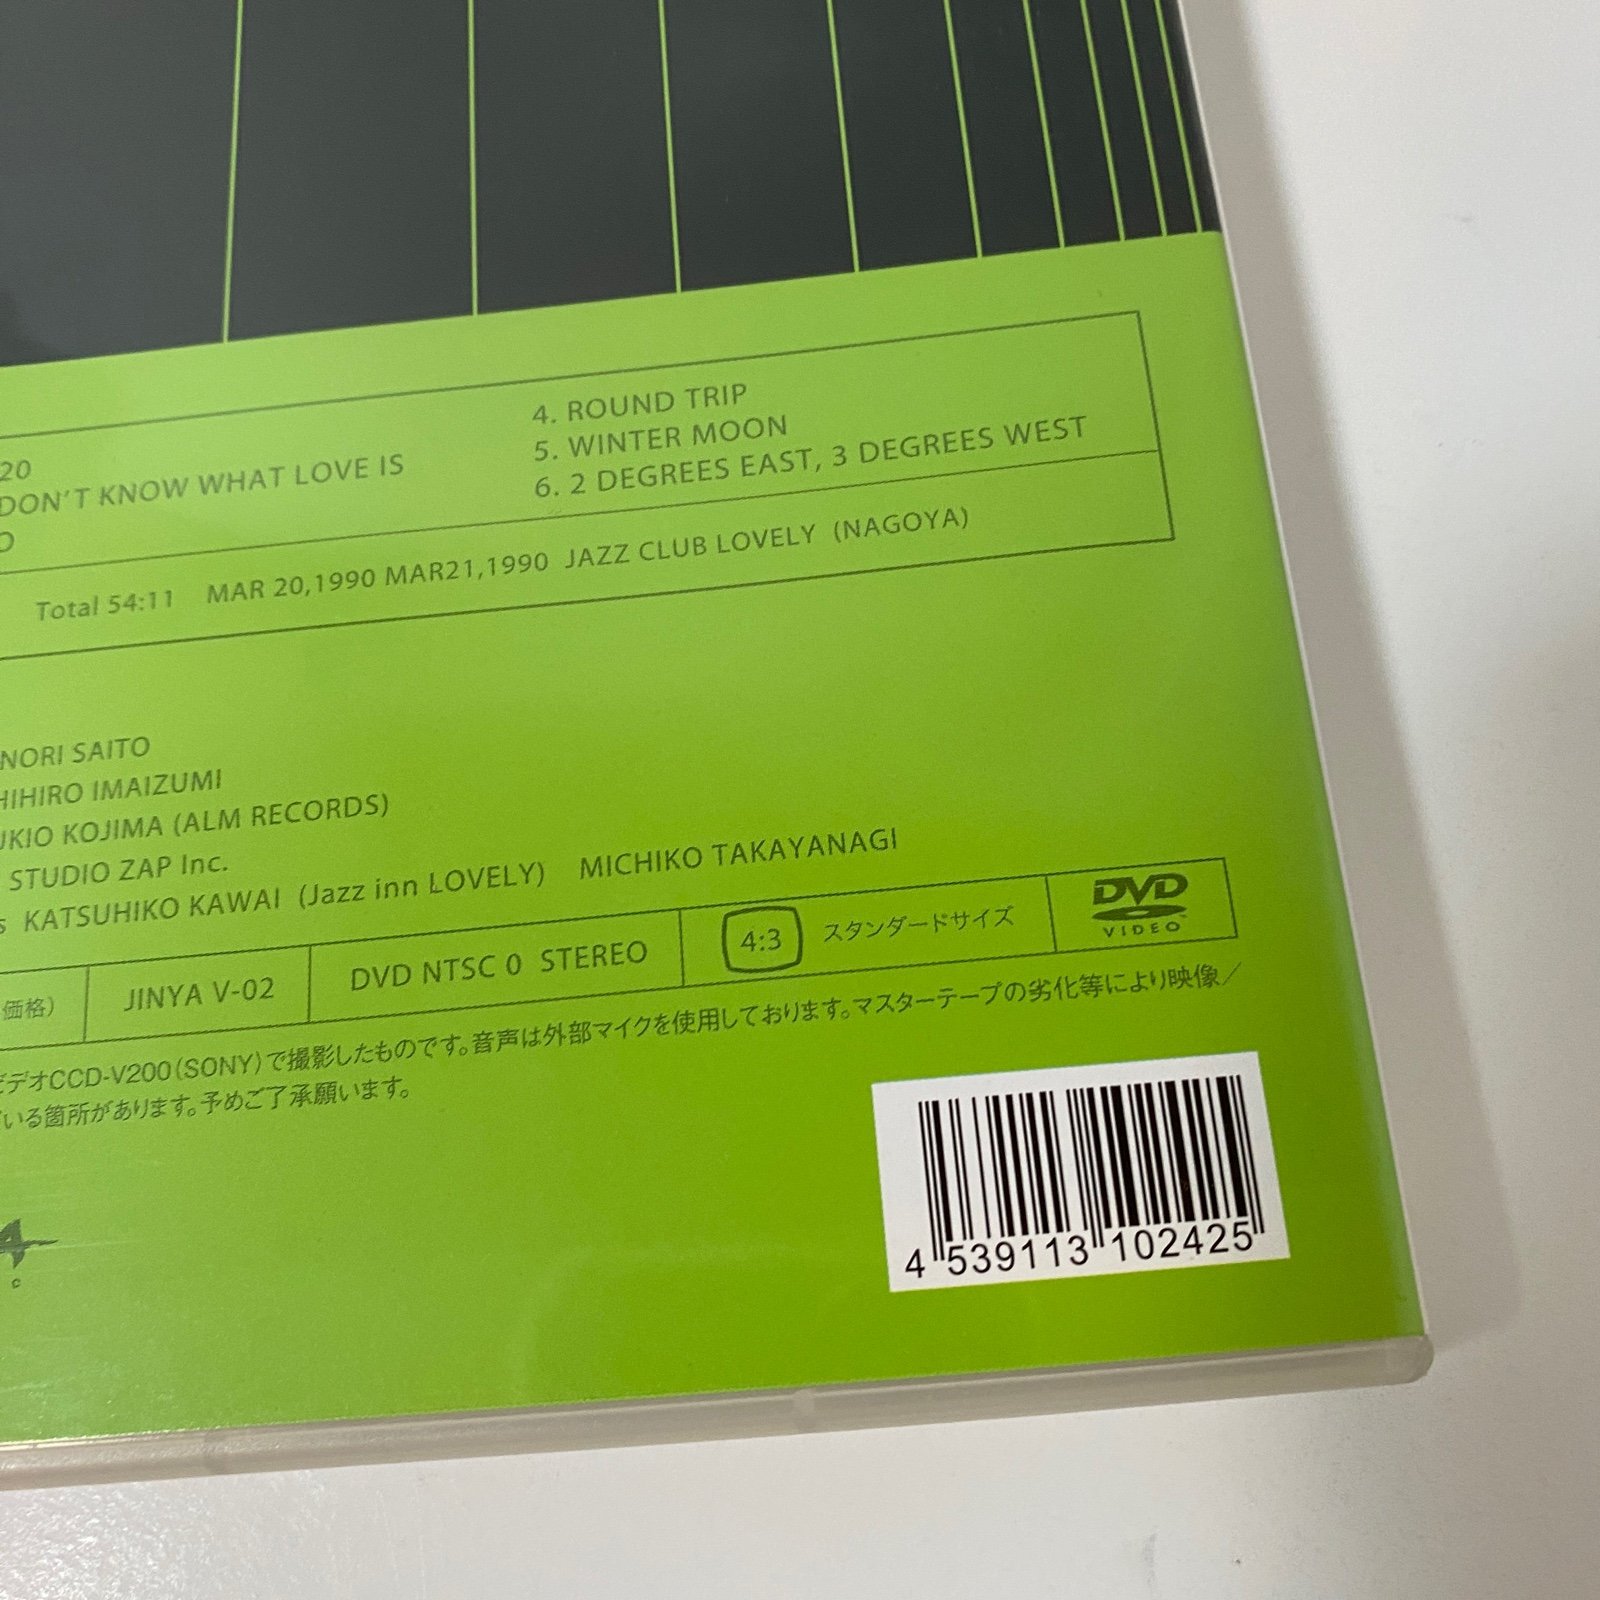 20
DON'T KNOW WHAT LOVE IS
O
4. ROUND TRIP
5. WINTER MOON
6. 2 DEGREES EAST, 3 DEGREES WEST
Total 54:11 MAR 20,1990 MAR21,1990 JAZZ CLUB LOVELY (NAGOYA)
NORI SAITO
HIHIRO IMAIZUMI
UKIO KOJIMA (ALM RECORDS)
STUDIO ZAP Inc.
s KATSUHIKO KAWAI (Jazz inn LOVELY) MICHIKO TAKAYANAGI
価格) JINYA V-02 DVD NTSC 0 STEREO 4:3 スタンダードサイズ DVD VIDEO
デオCCD-V200(SONY)で撮影したものです。音声は外部マイクを使用しております。マスターテープの劣化等により映像/
いる箇所があります。予めご了承願います。
c
4 539113 102425